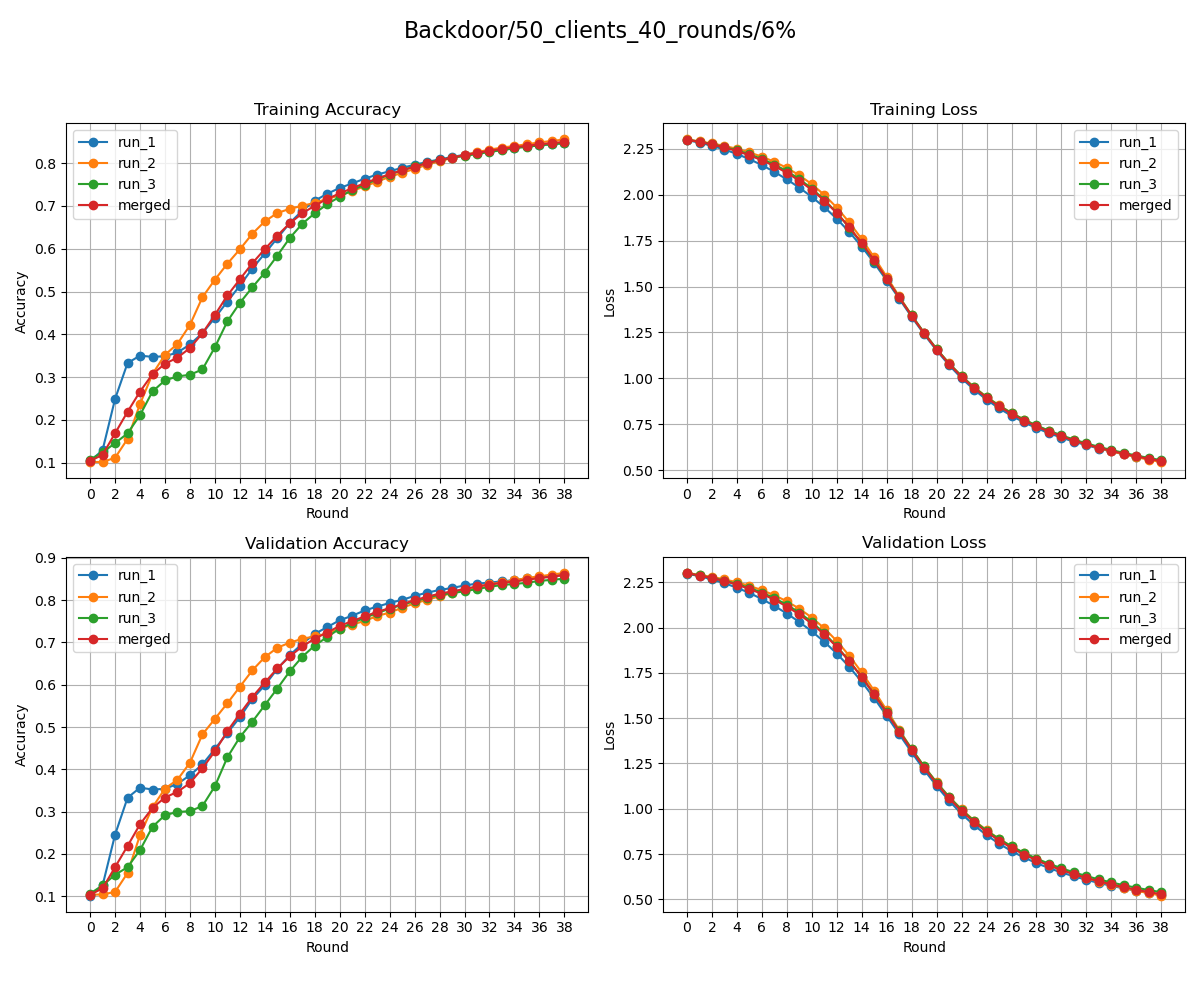 Backdoor/50_clients_40_rounds/6%
Training Accuracy
Accuracy
0.8
0.7
0.6
0.5
0.4
0.3
0.2
0.1
run_1
run_2
run_3
merged
0 2 4 6 8 10 12 14 16 18 20 22 24 26 28 30 32 34 36 38
Round
Training Loss
Loss
2.25
2.00
1.75
1.50
1.25
1.00
0.75
0.50
run_1
run_2
run_3
merged
0 2 4 6 8 10 12 14 16 18 20 22 24 26 28 30 32 34 36 38
Round
Validation Accuracy
Accuracy
0.9
0.8
0.7
0.6
0.5
0.4
0.3
0.2
0.1
run_1
run_2
run_3
merged
0 2 4 6 8 10 12 14 16 18 20 22 24 26 28 30 32 34 36 38
Round
Validation Loss
Loss
2.25
2.00
1.75
1.50
1.25
1.00
0.75
0.50
run_1
run_2
run_3
merged
0 2 4 6 8 10 12 14 16 18 20 22 24 26 28 30 32 34 36 38
Round